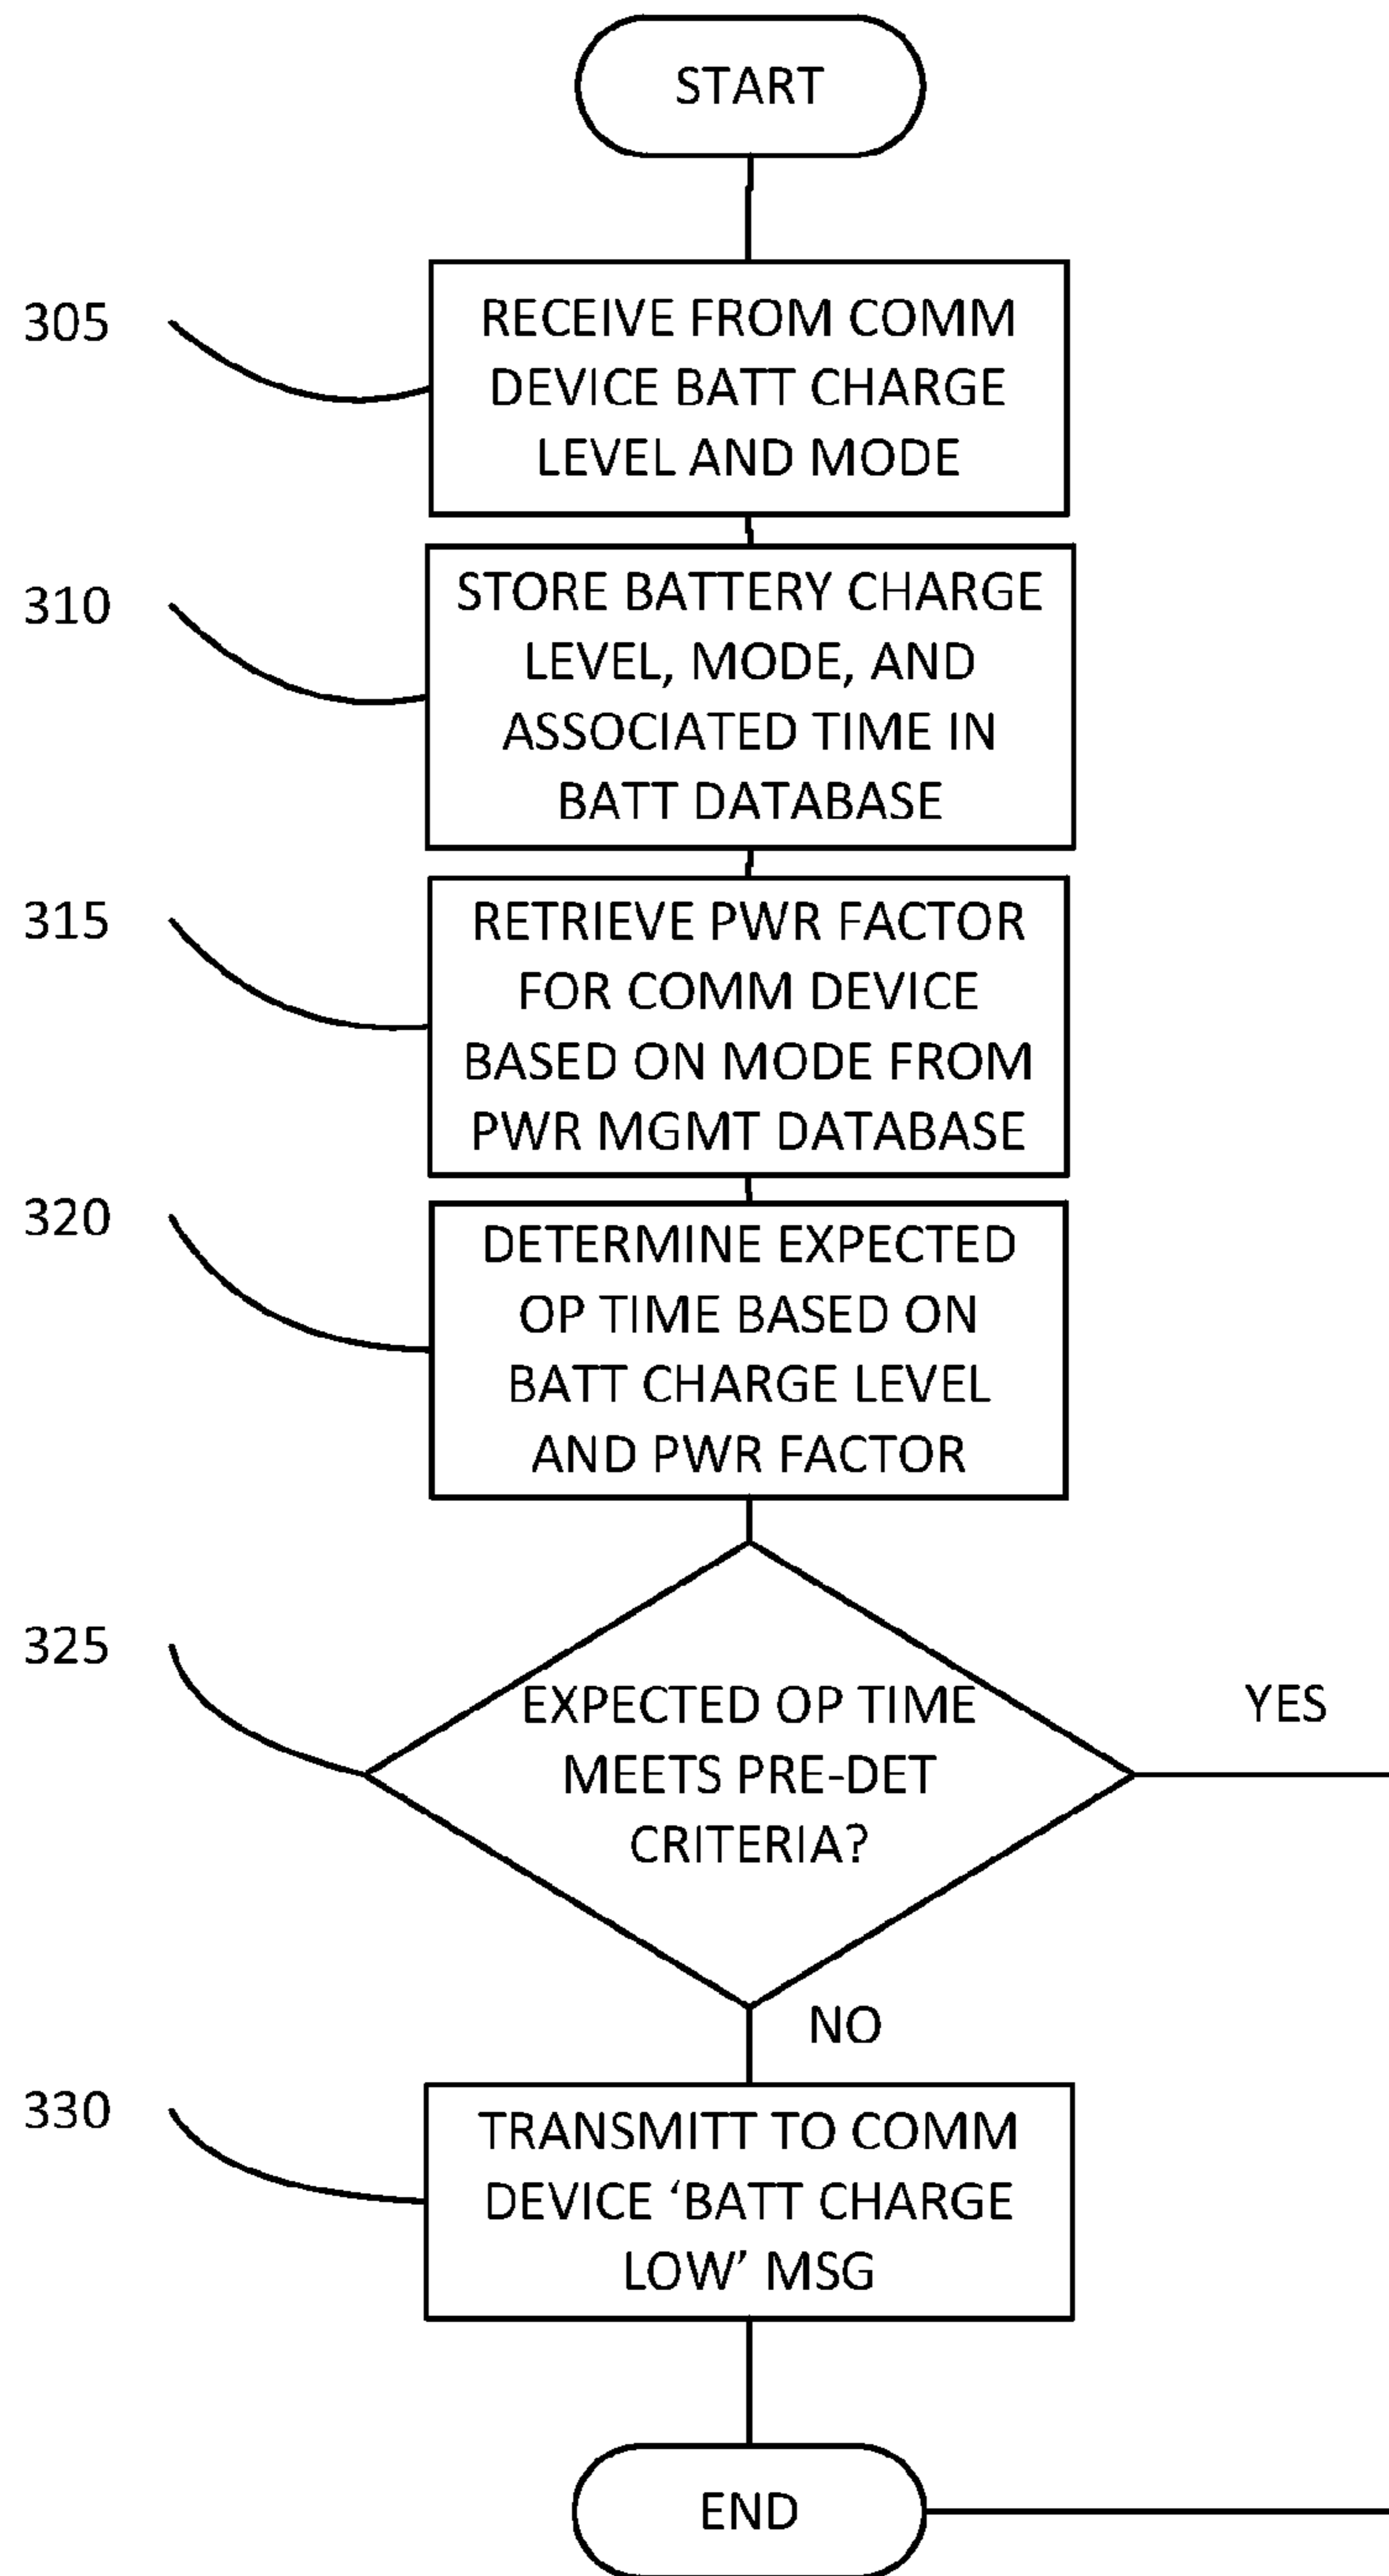 START
305
RECEIVE FROM COMM
DEVICE BATT CHARGE
LEVEL AND MODE
310
STORE BATTERY CHARGE
LEVEL, MODE, AND
ASSOCIATED TIME IN
BATT DATABASE
315
RETRIEVE PWR FACTOR
FOR COMM DEVICE
BASED ON MODE FROM
PWR MGMT DATABASE
320
DETERMINE EXPECTED
OP TIME BASED ON
BATT CHARGE LEVEL
AND PWR FACTOR
325
EXPECTED OP TIME
MEETS PRE-DET
CRITERIA?
YES
NO
330
TRANSMITT TO COMM
DEVICE ‘BATT CHARGE
LOW’ MSG
END